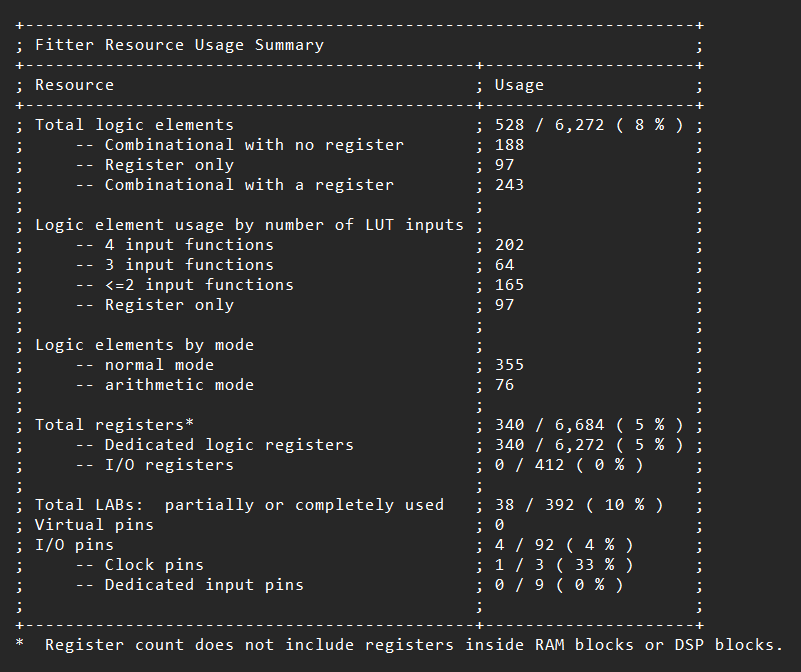 +-------------------------------------------------------------------+
; Fitter Resource Usage Summary                                     ;
+---------------------------------------------+---------------------+
; Resource                                    ; Usage               ;
+---------------------------------------------+---------------------+
; Total logic elements                        ; 528 / 6,272 ( 8 % ) ;
;     -- Combinational with no register       ; 188                 ;
;     -- Register only                        ; 97                  ;
;     -- Combinational with a register        ; 243                 ;
;                                             ;                     ;
; Logic element usage by number of LUT inputs ;                     ;
;     -- 4 input functions                    ; 202                 ;
;     -- 3 input functions                    ; 64                  ;
;     -- <=2 input functions                  ; 165                 ;
;     -- Register only                        ; 97                  ;
;                                             ;                     ;
; Logic elements by mode                      ;                     ;
;     -- normal mode                          ; 355                 ;
;     -- arithmetic mode                      ; 76                  ;
;                                             ;                     ;
; Total registers*                            ; 340 / 6,684 ( 5 % ) ;
;     -- Dedicated logic registers            ; 340 / 6,272 ( 5 % ) ;
;     -- I/O registers                        ; 0 / 412 ( 0 % )     ;
;                                             ;                     ;
; Total LABs:  partially or completely used   ; 38 / 392 ( 10 % )   ;
; Virtual pins                                ; 0                   ;
; I/O pins                                    ; 4 / 92 ( 4 % )      ;
;     -- Clock pins                           ; 1 / 3 ( 33 % )      ;
;     -- Dedicated input pins                 ; 0 / 9 ( 0 % )       ;
;                                             ;                     ;
+---------------------------------------------+---------------------+
*  Register count does not include registers inside RAM blocks or DSP blocks.